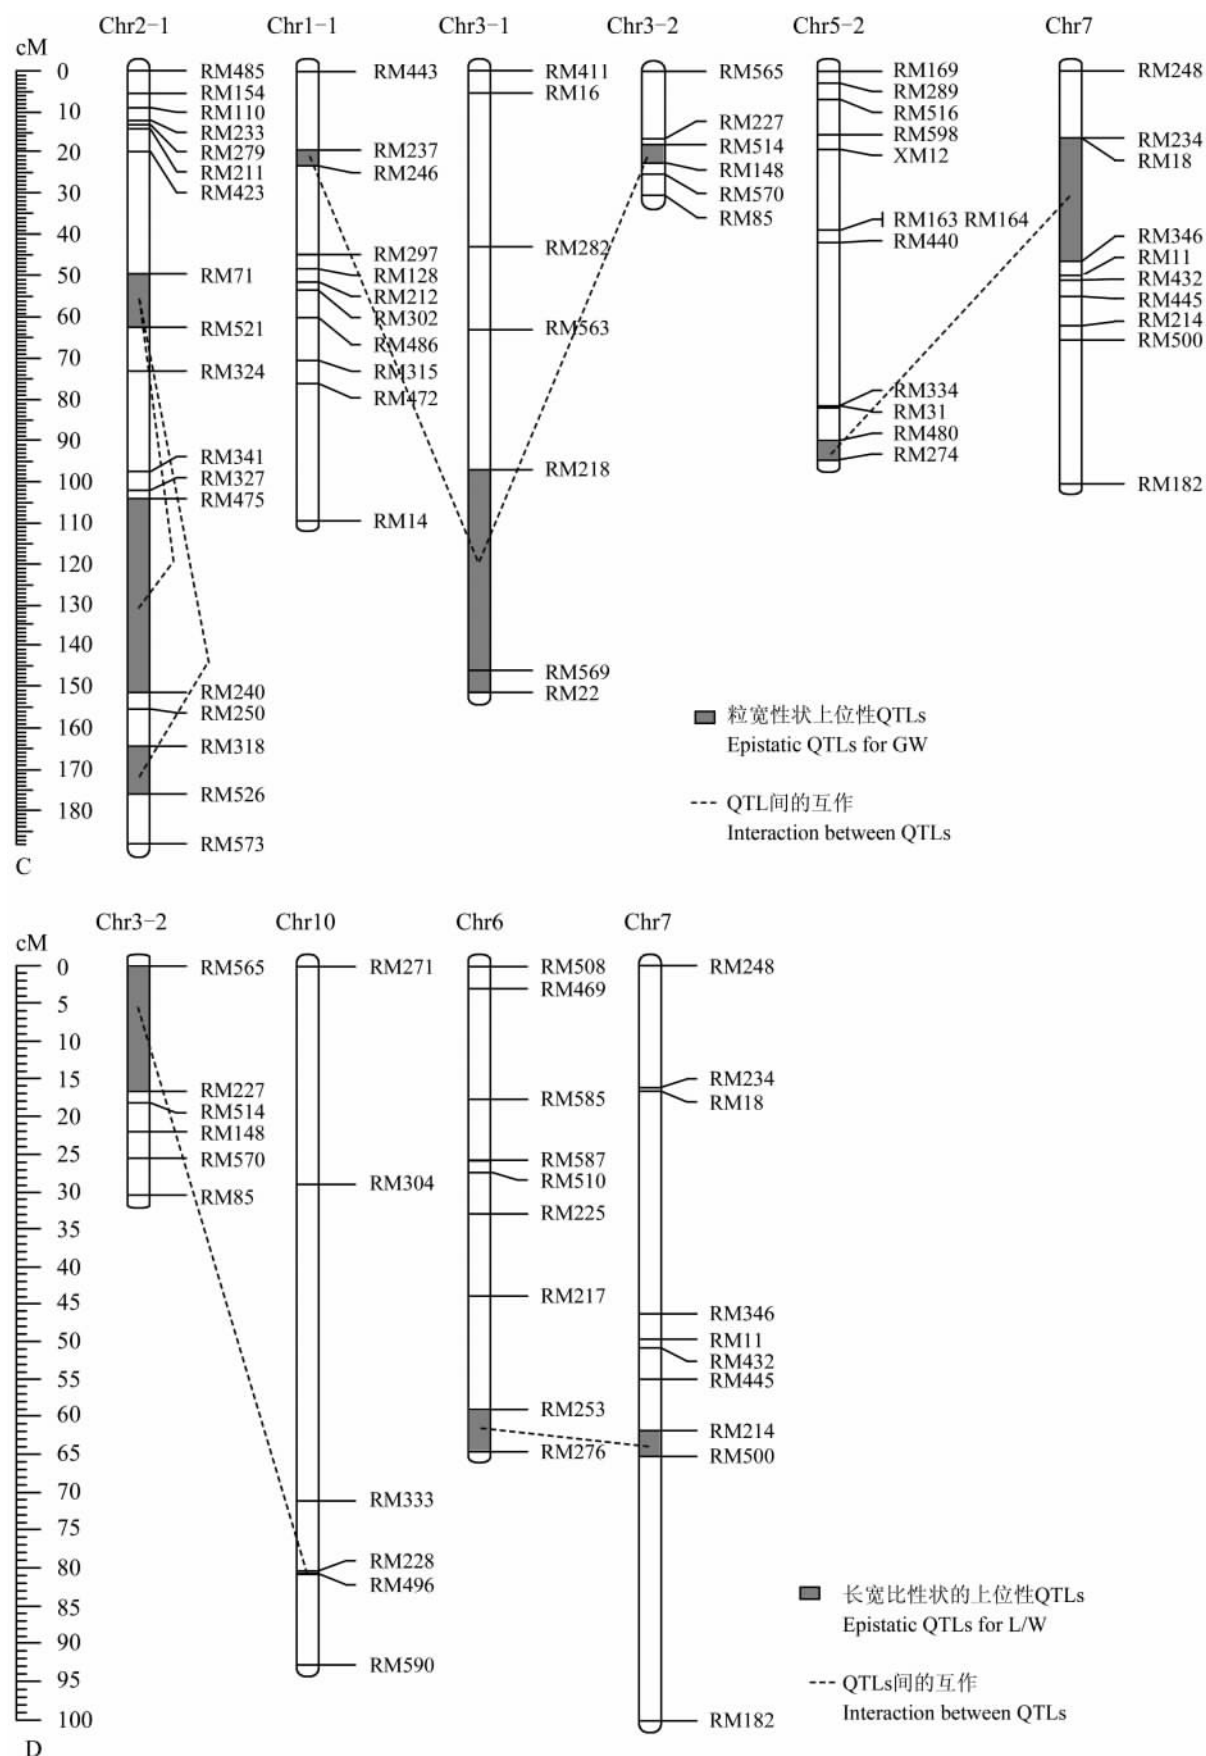 Chr2-1 Chr1-1 Chr3-1 Chr3-2 Chr5-2 Chr7
cM
0 RM485 RM443 RM411 RM565 RM169 RM248
RM154 RM16 RM289
10 RM110 RM227 RM516
RM233 RM598 RM234
20 RM279 RM237 RM514 XM12 RM18
RM211 RM246 RM148
30 RM423 RM570
RM85 RM163 RM164
40 RM282 RM440 RM346
RM297 RM11
50 RM71 RM128 RM432
RM212 RM445
60 RM521 RM302 RM563 RM214
RM486 RM500
70 RM324 RM315
80 RM472 RM334
RM31
90 RM480
RM341 RM218 RM274
100 RM327 RM182
RM475
110 RM14
120
130
140
RM569
150 RM240 RM22
RM250
160 RM318
170
RM526
180
RM573
粒宽性状上位性QTLs
Epistatic QTLs for GW
QTL间的互作
Interaction between QTLs
C
Chr3-2 Chr10 Chr6 Chr7
cM
0 RM565 RM271 RM508 RM248
RM469
5
10
15 RM227 RM585 RM234
RM514 RM18
20 RM148
25 RM570 RM587
RM510
30 RM85 RM304 RM225
35
40
45 RM217 RM346
50 RM11
RM432
55 RM445
60 RM253 RM214
65 RM276 RM500
70 RM333
75
80 RM228
RM496
85
90 RM590
95
100 RM182
长宽比性状的上位性QTLs
Epistatic QTLs for L/W
QTLs间的互作
Interaction between QTLs
D